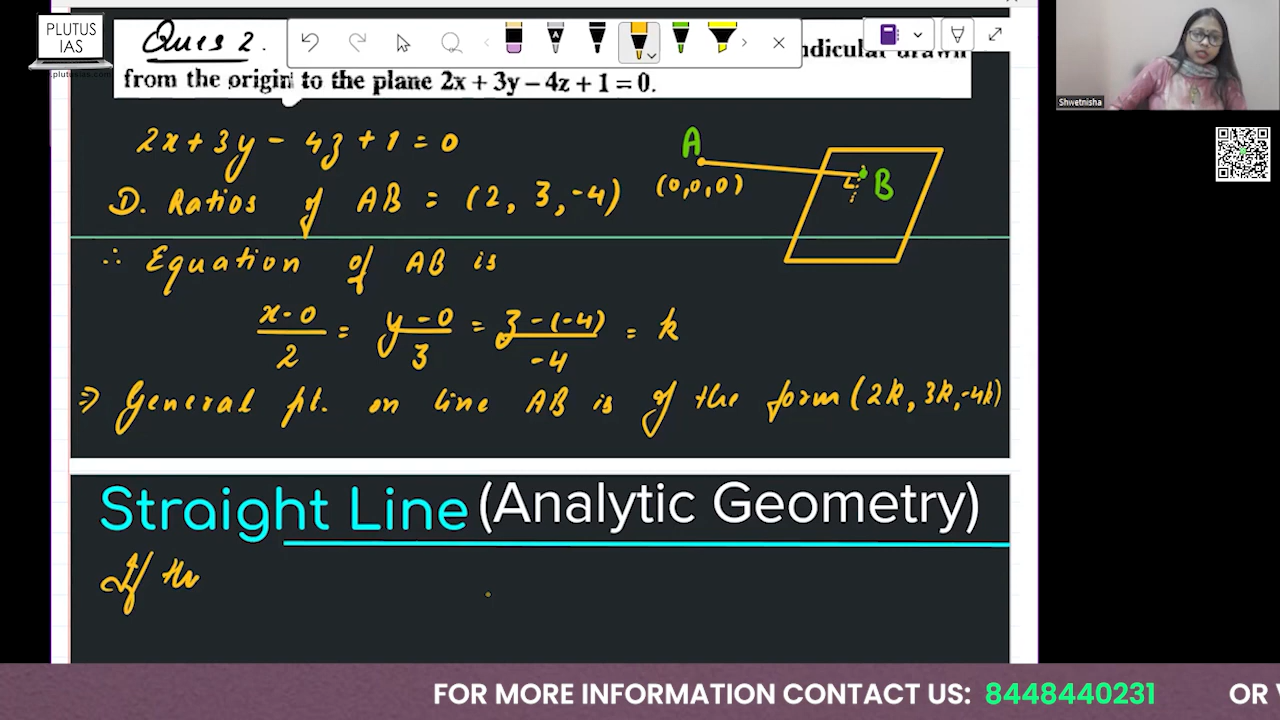 PLUTUS
IAS
www.plutusias.com
Ques 2.
ndicular drawn
from the origin to the plane 2x + 3y – 4z + 1 = 0.
2x + 3y - 4z + 1 = 0
A
(0,0,0)
B
D. Ratios of AB = (2, 3, -4)
∴ Equation of AB is
x-0/2 = y-0/3 = z-(-4)/-4 = k
⇒ General pt. on line AB is of the form (2k, 3k, -4k)
Straight Line (Analytic Geometry)
If the
Shwetnisha
FOR MORE INFORMATION CONTACT US: 8448440231 OR